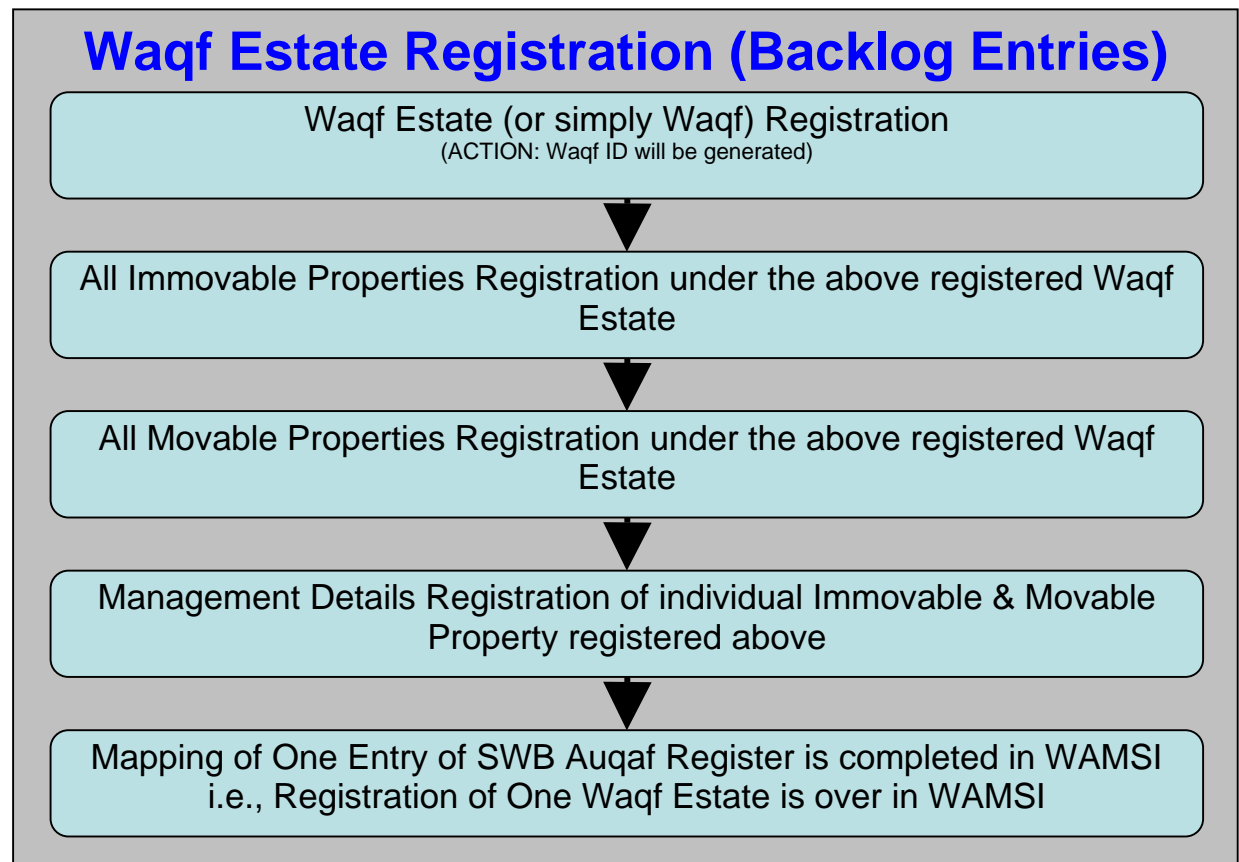 Waqf Estate Registration (Backlog Entries)
Waqf Estate (or simply Waqf) Registration
(ACTION: Waqf ID will be generated)
All Immovable Properties Registration under the above registered Waqf
Estate
All Movable Properties Registration under the above registered Waqf
Estate
Management Details Registration of individual Immovable & Movable
Property registered above
Mapping of One Entry of SWB Auqaf Register is completed in WAMSI
i.e., Registration of One Waqf Estate is over in WAMSI